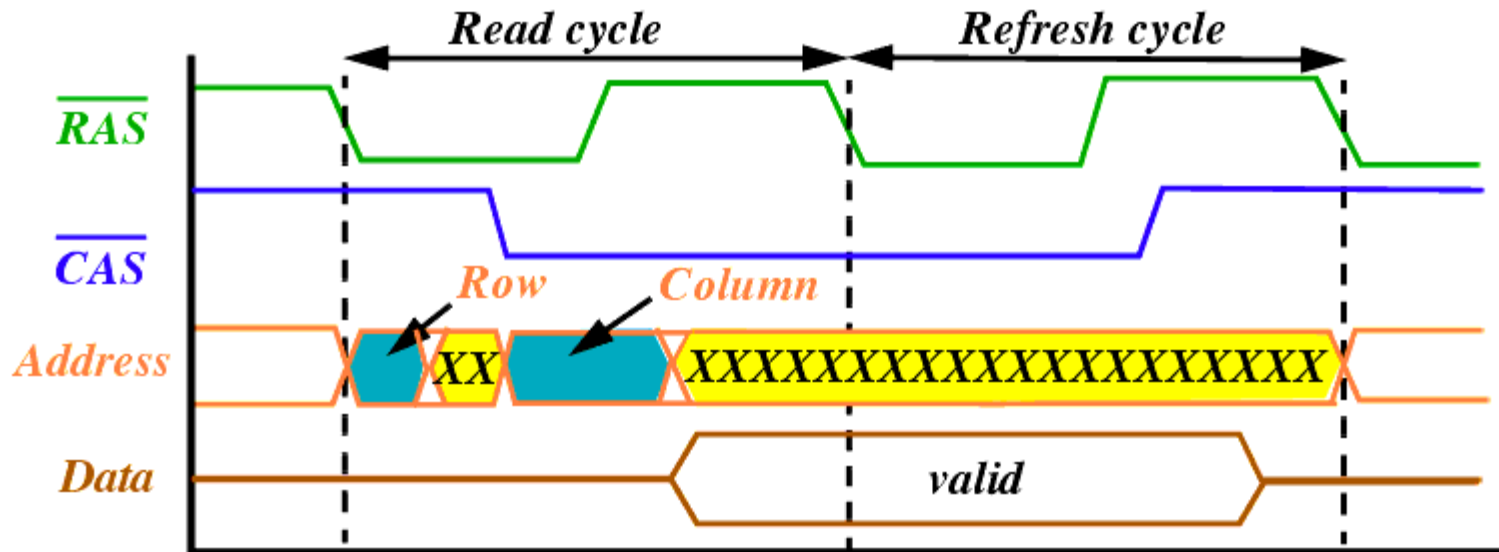 Read cycle
Refresh cycle
RAS
CAS
Row
Column
Address
XX
XXXXXXXXXXXXXXXXXXXX
Data
valid